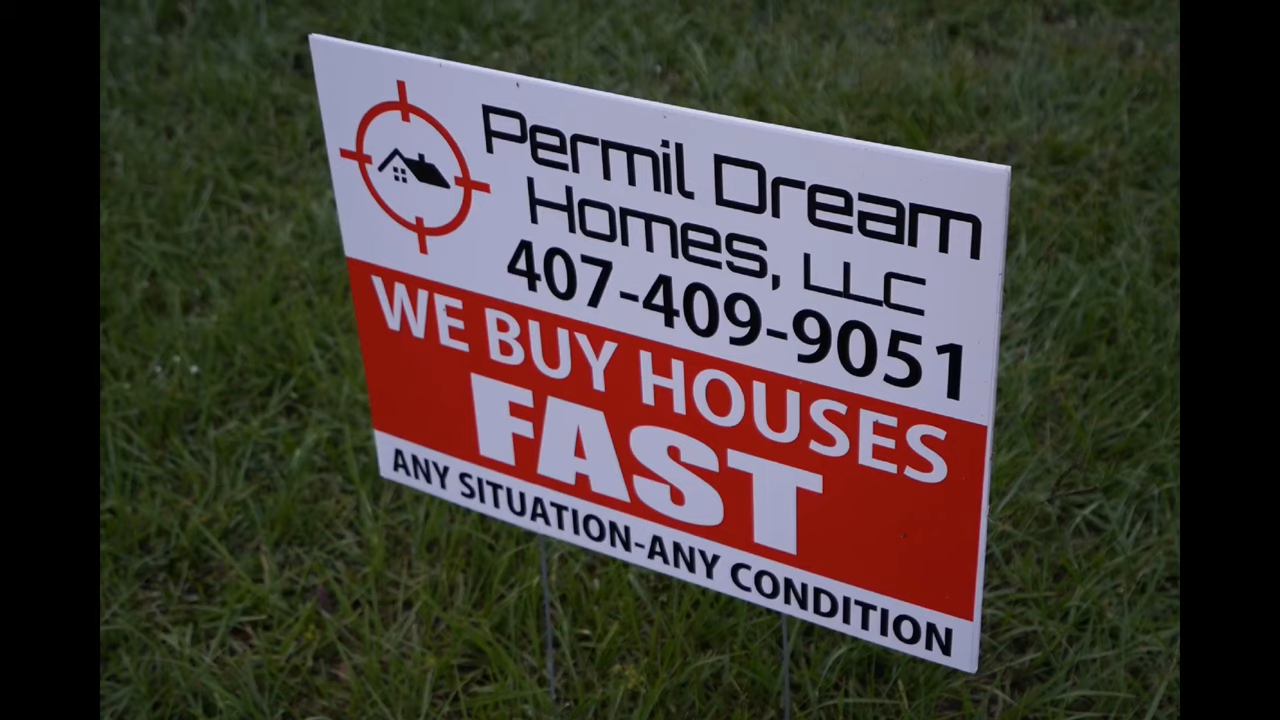 Permil Dream
Homes, LLC
407-409-9051
WE BUY HOUSES
FAST
ANY SITUATION-ANY CONDITION